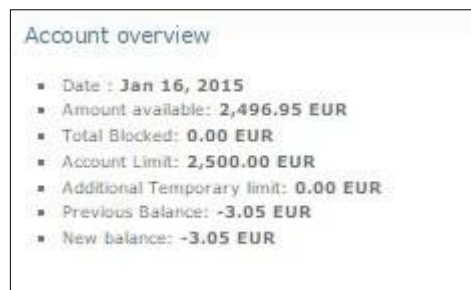 Account overview
Date : Jan 16, 2015
Amount available: 2,496.95 EUR
Total Blocked: 0.00 EUR
Account Limit: 2,500.00 EUR
Additional Temporary limit: 0.00 EUR
Previous Balance: -3.05 EUR
New balance: -3.05 EUR